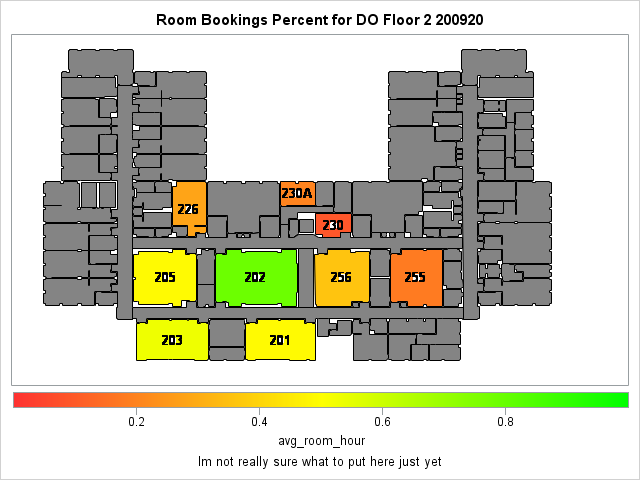 Room Bookings Percent for DO Floor 2 200920
230A
226
230
205
202
256
255
203
201
0.2 0.4 0.6 0.8
avg_room_hour
Im not really sure what to put here just yet